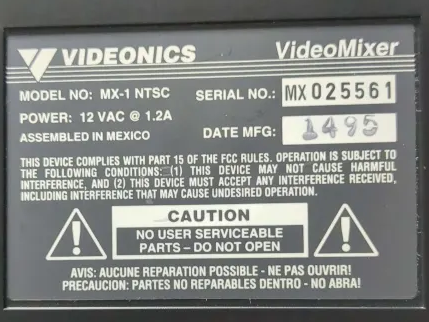 VIDEONICS VideoMixer
MODEL NO: MX-1 NTSC SERIAL NO.: MX 025561
POWER: 12 VAC @ 1.2A
ASSEMBLED IN MEXICO DATE MFG: 1495
THIS DEVICE COMPLIES WITH PART 15 OF THE FCC RULES. OPERATION IS SUBJECT TO
THE FOLLOWING CONDITIONS: (1) THIS DEVICE MAY NOT CAUSE HARMFUL
INTERFERENCE, AND (2) THIS DEVICE MUST ACCEPT ANY INTERFERENCE RECEIVED,
INCLUDING INTERFERENCE THAT MAY CAUSE UNDESIRED OPERATION.
CAUTION
NO USER SERVICEABLE
PARTS – DO NOT OPEN
AVIS: AUCUNE REPARATION POSSIBLE - NE PAS OUVRIR!
PRECAUCION: PARTES NO REPARABLES DENTRO - NO ABRA!